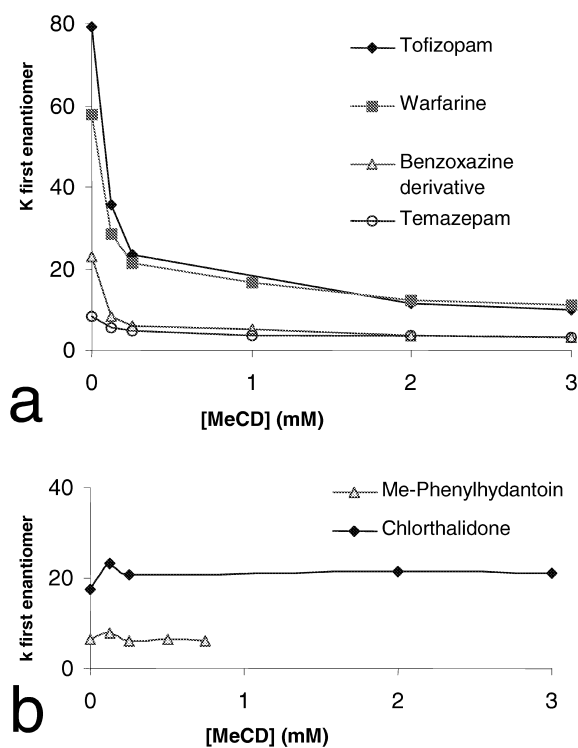 80
60
40
20
0
K first enantiomer
Tofizopam
Warfarine
Benzoxazine
derivative
Temazepam
0 1 2 3
[MeCD] (mM)
a
40
20
0
k first enantiomer
Me-Phenylhydantoin
Chlorthalidone
0 1 2 3
[MeCD] (mM)
b